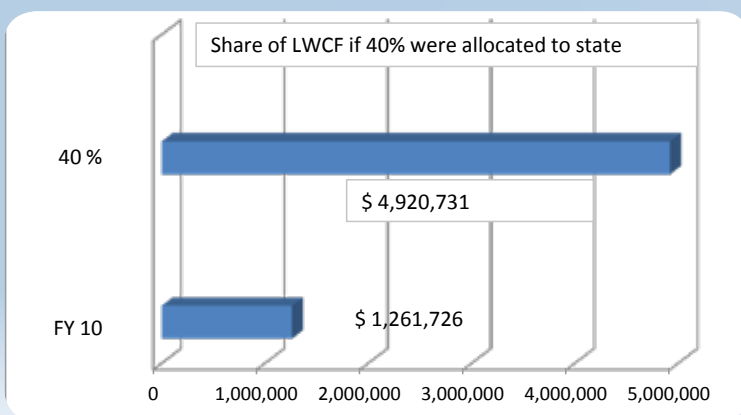 Share of LWCF if 40% were allocated to state
40 %
$ 4,920,731
FY 10
$ 1,261,726
0 1,000,000 2,000,000 3,000,000 4,000,000 5,000,000